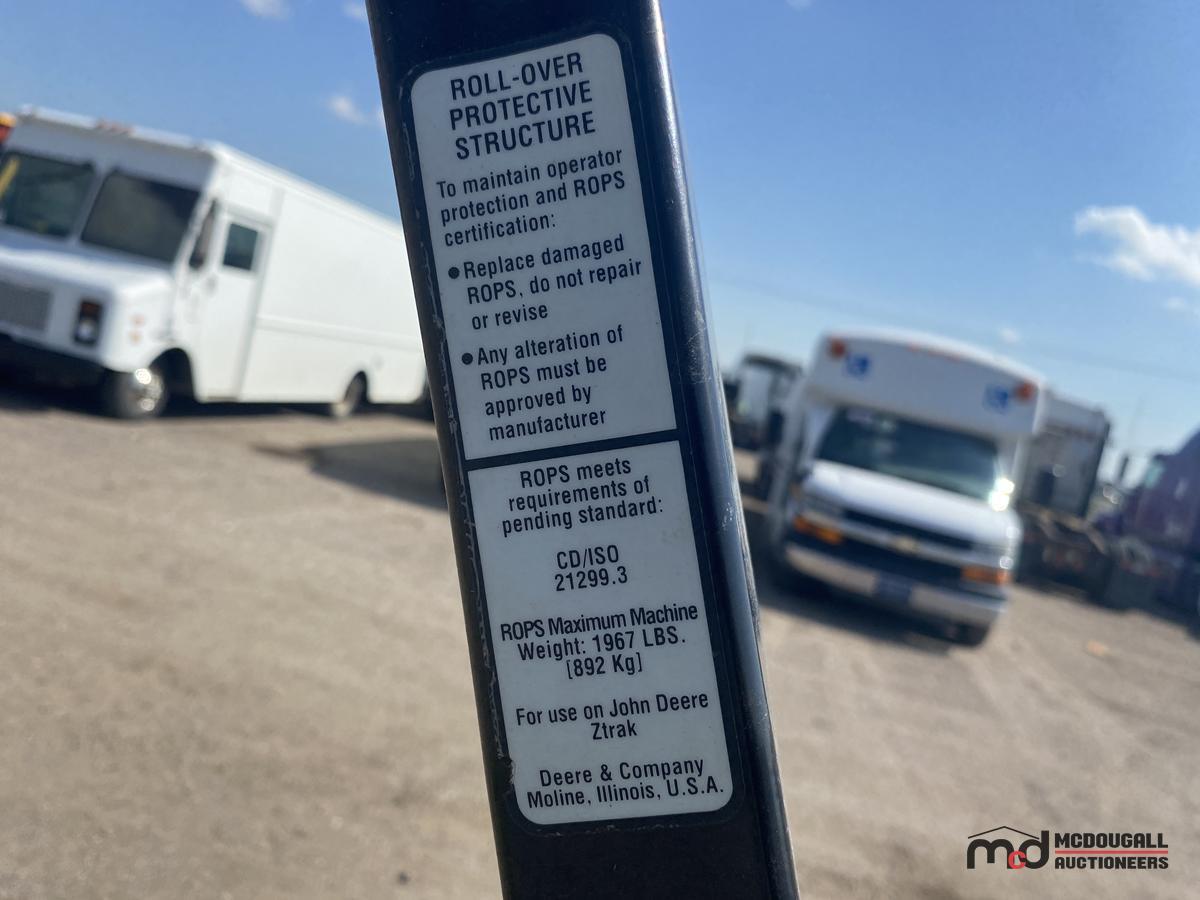 ROLL-OVER
PROTECTIVE
STRUCTURE
To maintain operator
protection and ROPS
certification:
● Replace damaged
ROPS, do not repair
or revise
● Any alteration of
ROPS must be
approved by
manufacturer
ROPS meets
requirements of
pending standard:
CD/ISO
21299.3
ROPS Maximum Machine
Weight: 1967 LBS.
[892 Kg]
For use on John Deere
Ztrak
Deere & Company
Moline, Illinois, U.S.A.
mcd MCDOUGALL
AUCTIONEERS